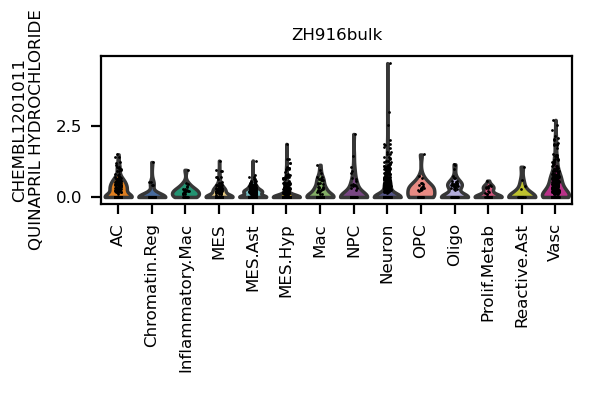 ZH916bulk
CHEMBL1201011
QUINAPRIL HYDROCHLORIDE
2.5
0.0
AC
Chromatin.Reg
Inflammatory.Mac
MES
MES.Ast
MES.Hyp
Mac
NPC
Neuron
OPC
Oligo
Prolif.Metab
Reactive.Ast
Vasc